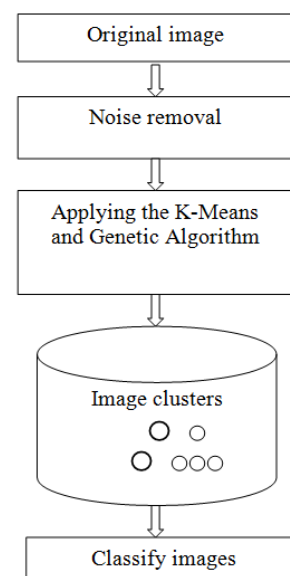 Original image
Noise removal
Applying the K-Means
and Genetic Algorithm
Image clusters
Classify images